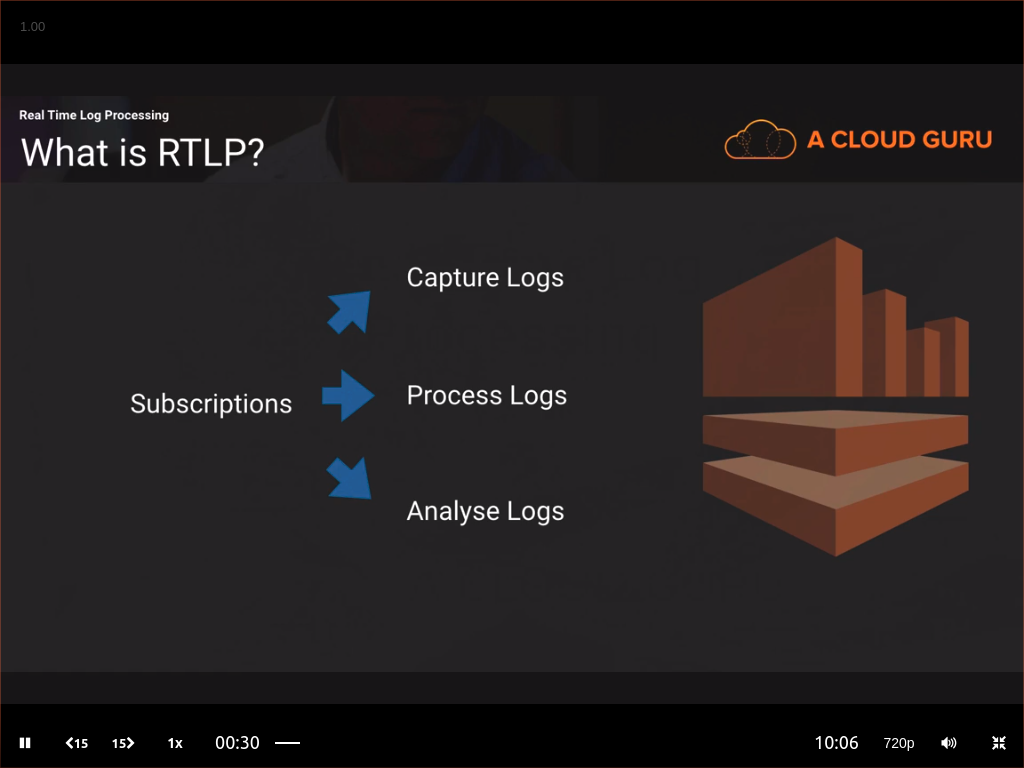 1.00
Real Time Log Processing
What is RTLP?
A CLOUD GURU
Capture Logs
Subscriptions
Process Logs
Analyse Logs
15 15 1x 00:30 10:06 720p